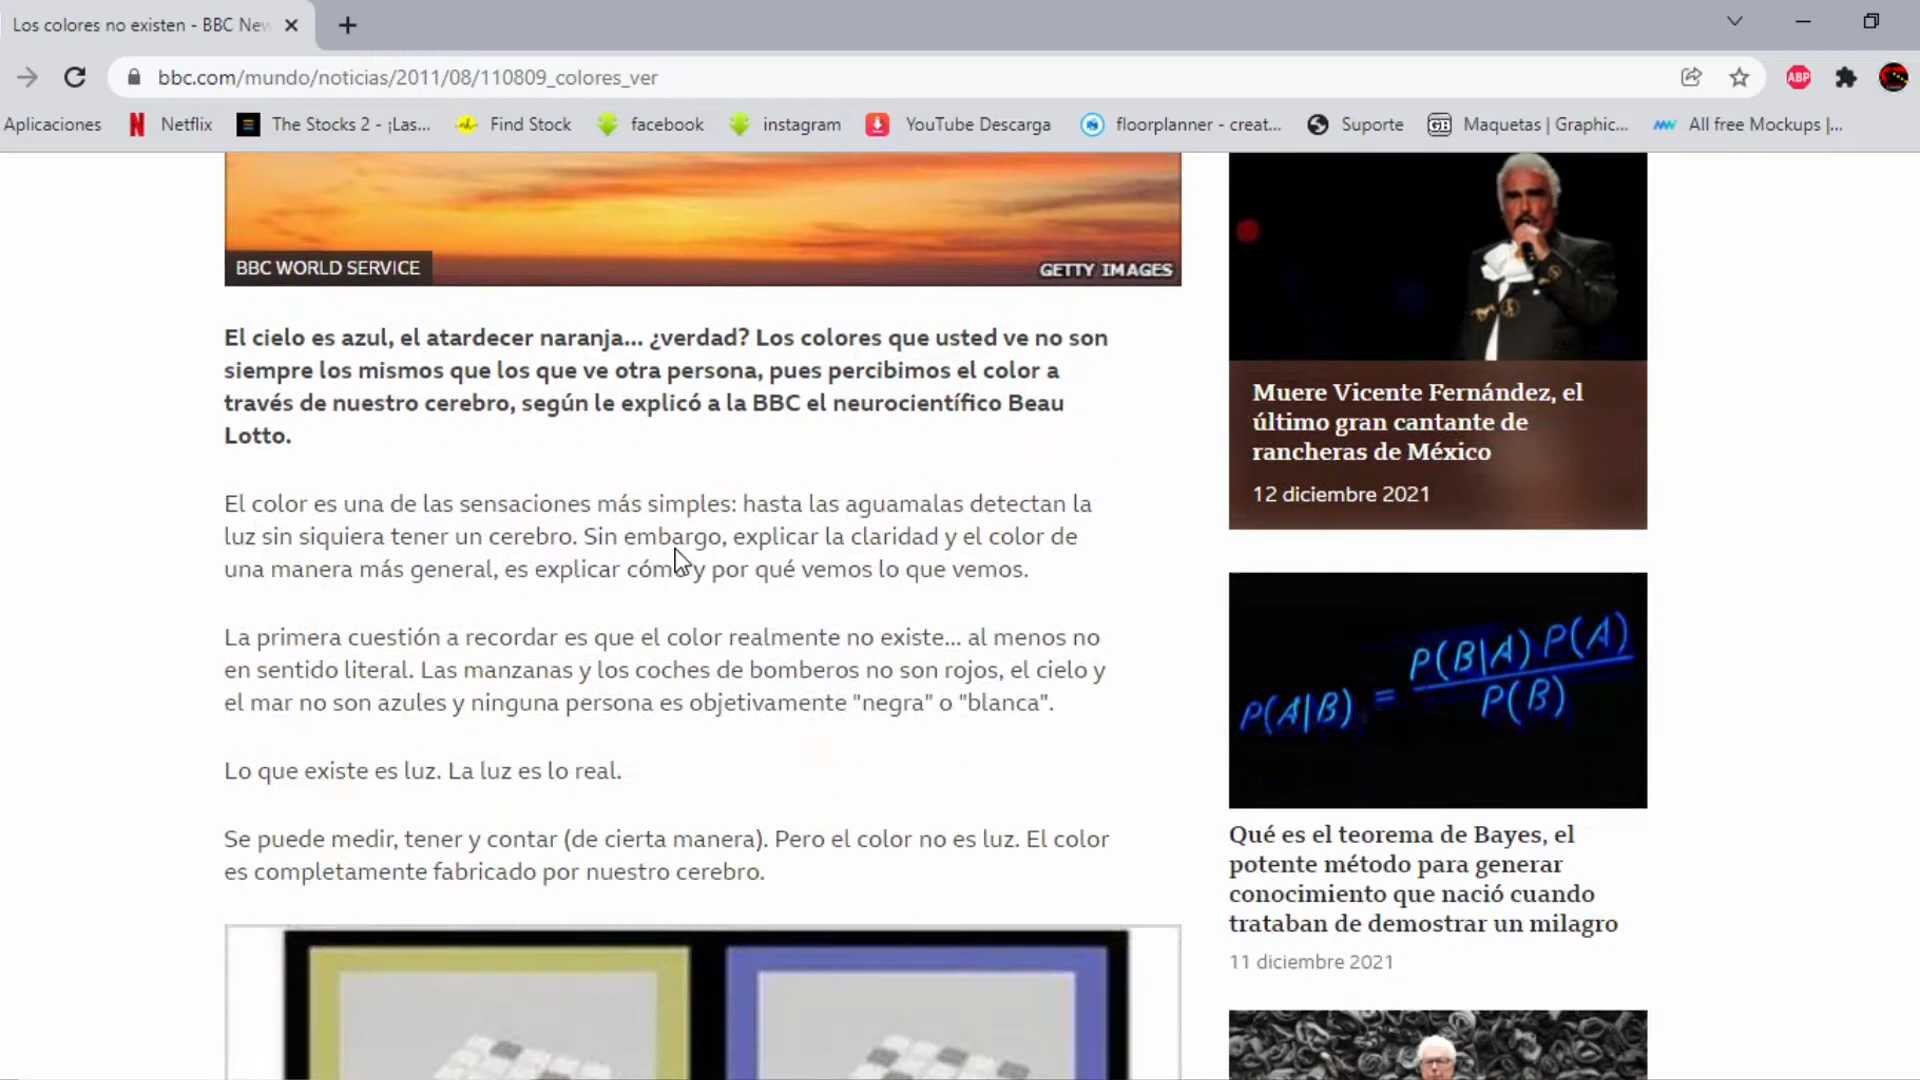 Los colores no existen - BBC New
bbc.com/mundo/noticias/2011/08/110809_colores_ver
ABP
Aplicaciones
Netflix
The Stocks 2 - ¡Las...
Find Stock
facebook
instagram
YouTube Descarga
floorplanner - creat...
Suporte
Maquetas | Graphic...
All free Mockups |...
BBC WORLD SERVICE
GETTY IMAGES
El cielo es azul, el atardecer naranja... ¿verdad? Los colores que usted ve no son
siempre los mismos que los que ve otra persona, pues percibimos el color a
través de nuestro cerebro, según le explicó a la BBC el neurocientífico Beau
Lotto.
El color es una de las sensaciones más simples: hasta las aguamalas detectan la
luz sin siquiera tener un cerebro. Sin embargo, explicar la claridad y el color de
una manera más general, es explicar cómo y por qué vemos lo que vemos.
La primera cuestión a recordar es que el color realmente no existe... al menos no
en sentido literal. Las manzanas y los coches de bomberos no son rojos, el cielo y
el mar no son azules y ninguna persona es objetivamente "negra" o "blanca".
Lo que existe es luz. La luz es lo real.
Se puede medir, tener y contar (de cierta manera). Pero el color no es luz. El color
es completamente fabricado por nuestro cerebro.
Muere Vicente Fernández, el
último gran cantante de
rancheras de México
12 diciembre 2021
P(A|B) = P(B|A) P(A)
P(B)
Qué es el teorema de Bayes, el
potente método para generar
conocimiento que nació cuando
trataban de demostrar un milagro
11 diciembre 2021